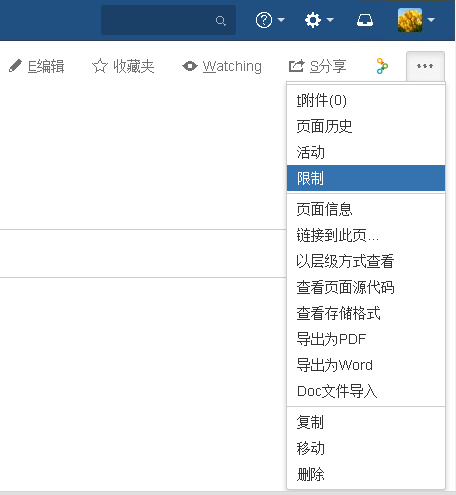 E编辑 收藏夹 Watching S分享
t附件(0)
页面历史
活动
限制
页面信息
链接到此页...
以层级方式查看
查看页面源代码
查看存储格式
导出为PDF
导出为Word
Doc文件导入
复制
移动
删除